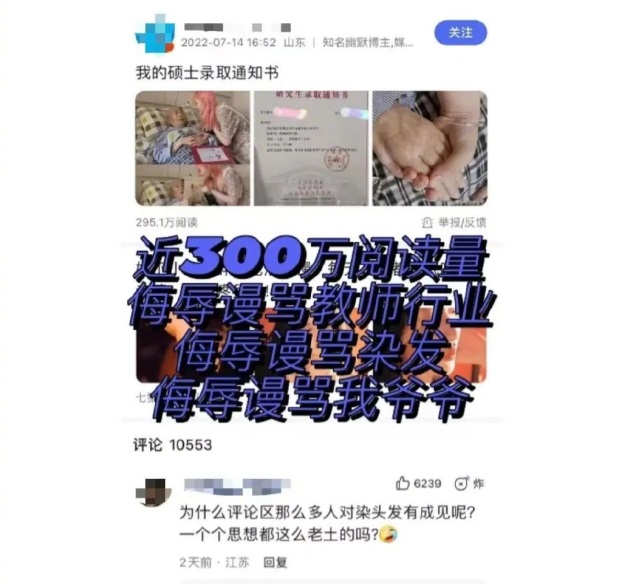 2022-07-14 16:52 山东 | 知名幽默博主,媒...
关注
我的硕士录取通知书
研究生录取通知书
295.1万阅读
举报/反馈
近300万阅读量
侮辱谩骂教师行业
侮辱谩骂染发
侮辱谩骂我爷爷
评论 10553
6239
炸
为什么评论区那么多人对染头发有成见呢?
一个个思想都这么老土的吗?🤣
2天前 · 江苏 回复